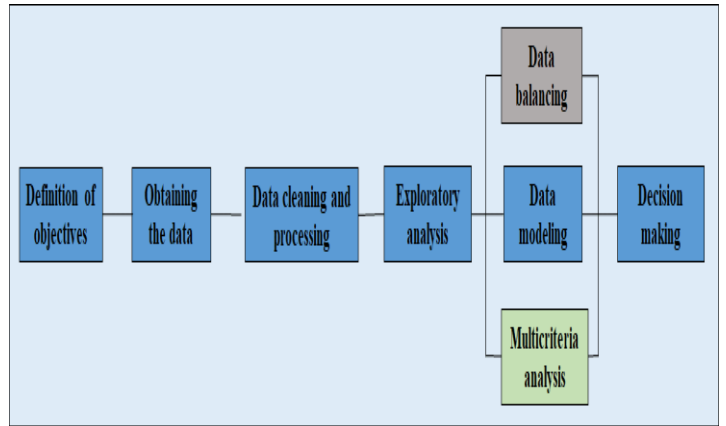 Definition of
objectives
Obtaining
the data
Data cleaning and
processing
Exploratory
analysis
Data
balancing
Data
modeling
Multicriteria
analysis
Decision
making